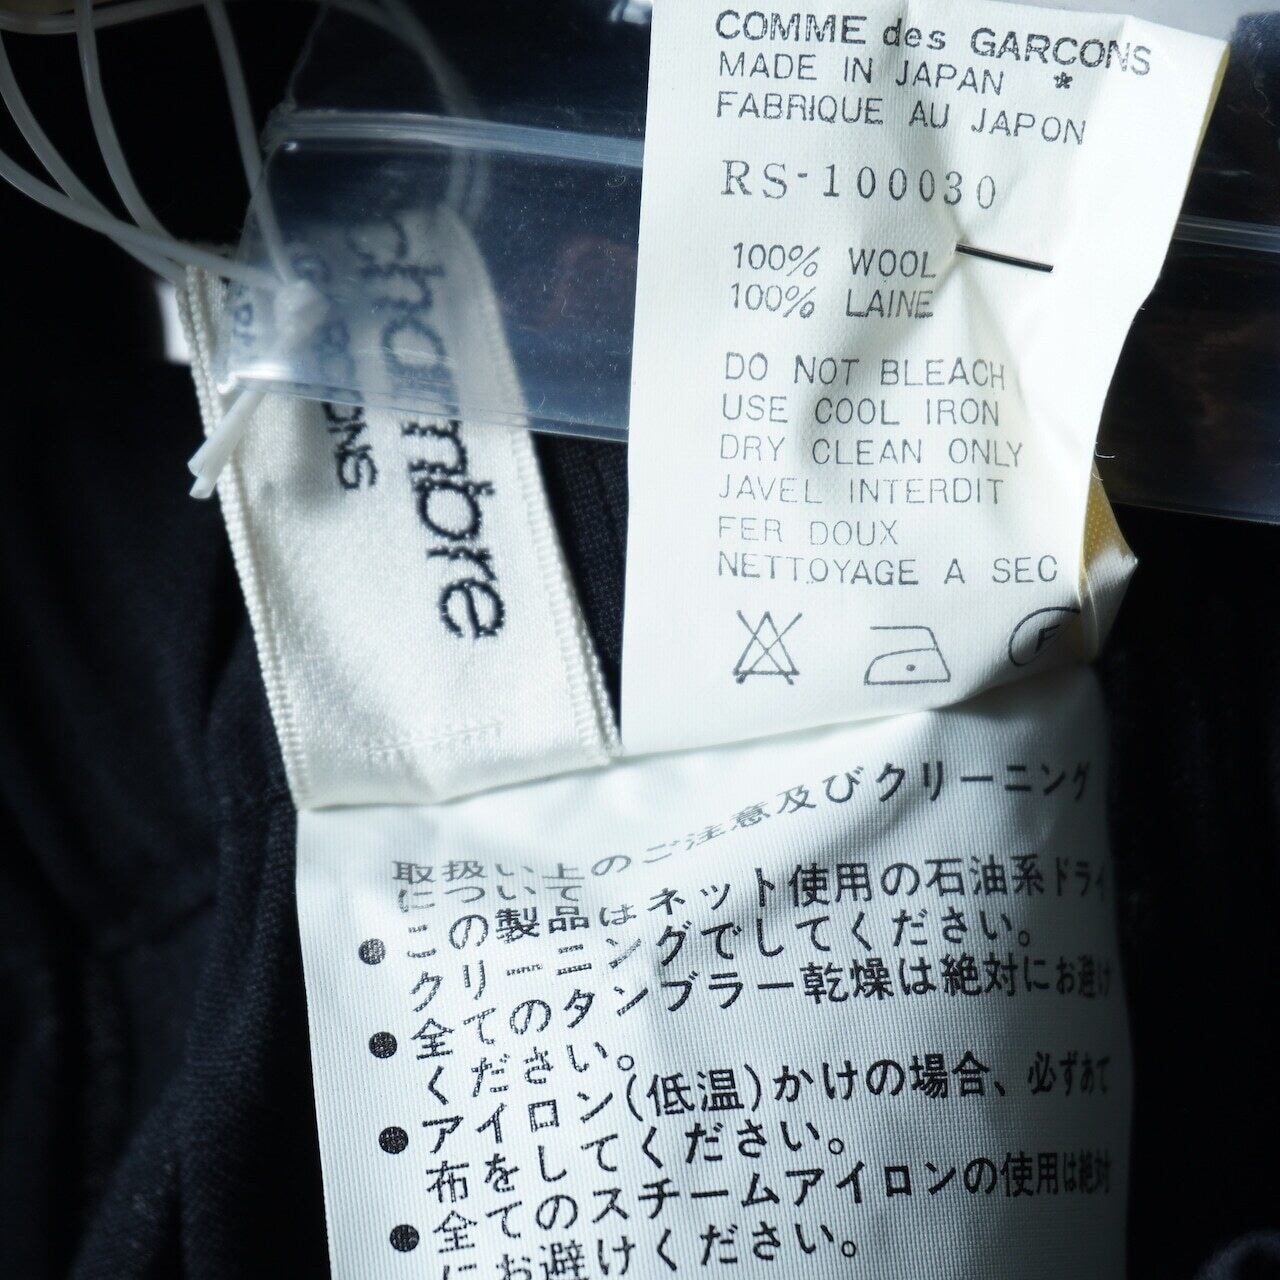 COMME des GARCONS
MADE IN JAPAN *
FABRIQUE AU JAPON
RS-100030
100% WOOL
100% LAINE
DO NOT BLEACH
USE COOL IRON
DRY CLEAN ONLY
JAVEL INTERDIT
FER DOUX
NETTOYAGE A SEC
F
chambre
取扱い上のご注意及びクリーニング
について
●この製品はネット使用の石油系ドライ
クリーニングでしてください。
●全てのタンブラー乾燥は絶対にお避け
ください。
●アイロン(低温)かけの場合、必ずあて
布をしてください。
●全てのスチームアイロンの使用は絶対
にお避けください。